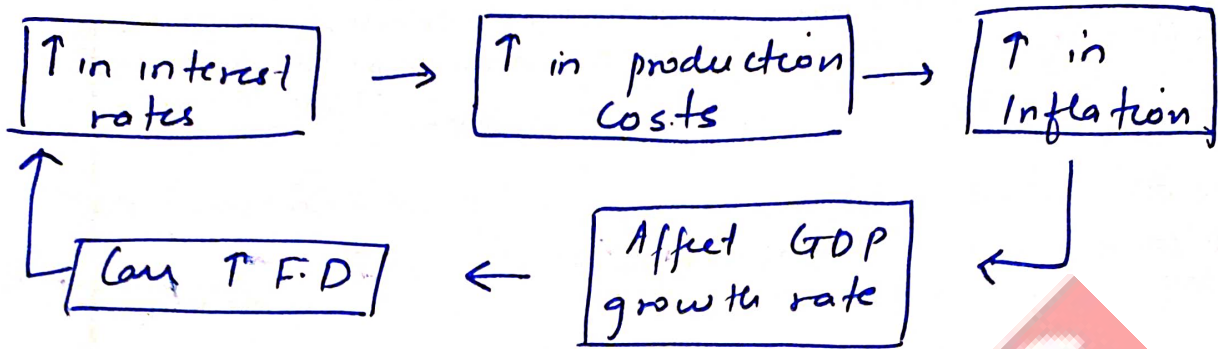 ↑ in interest
rates
↑ in production
costs
↑ in
Inflation
Affect GDP
growth rate
Can ↑ F.D